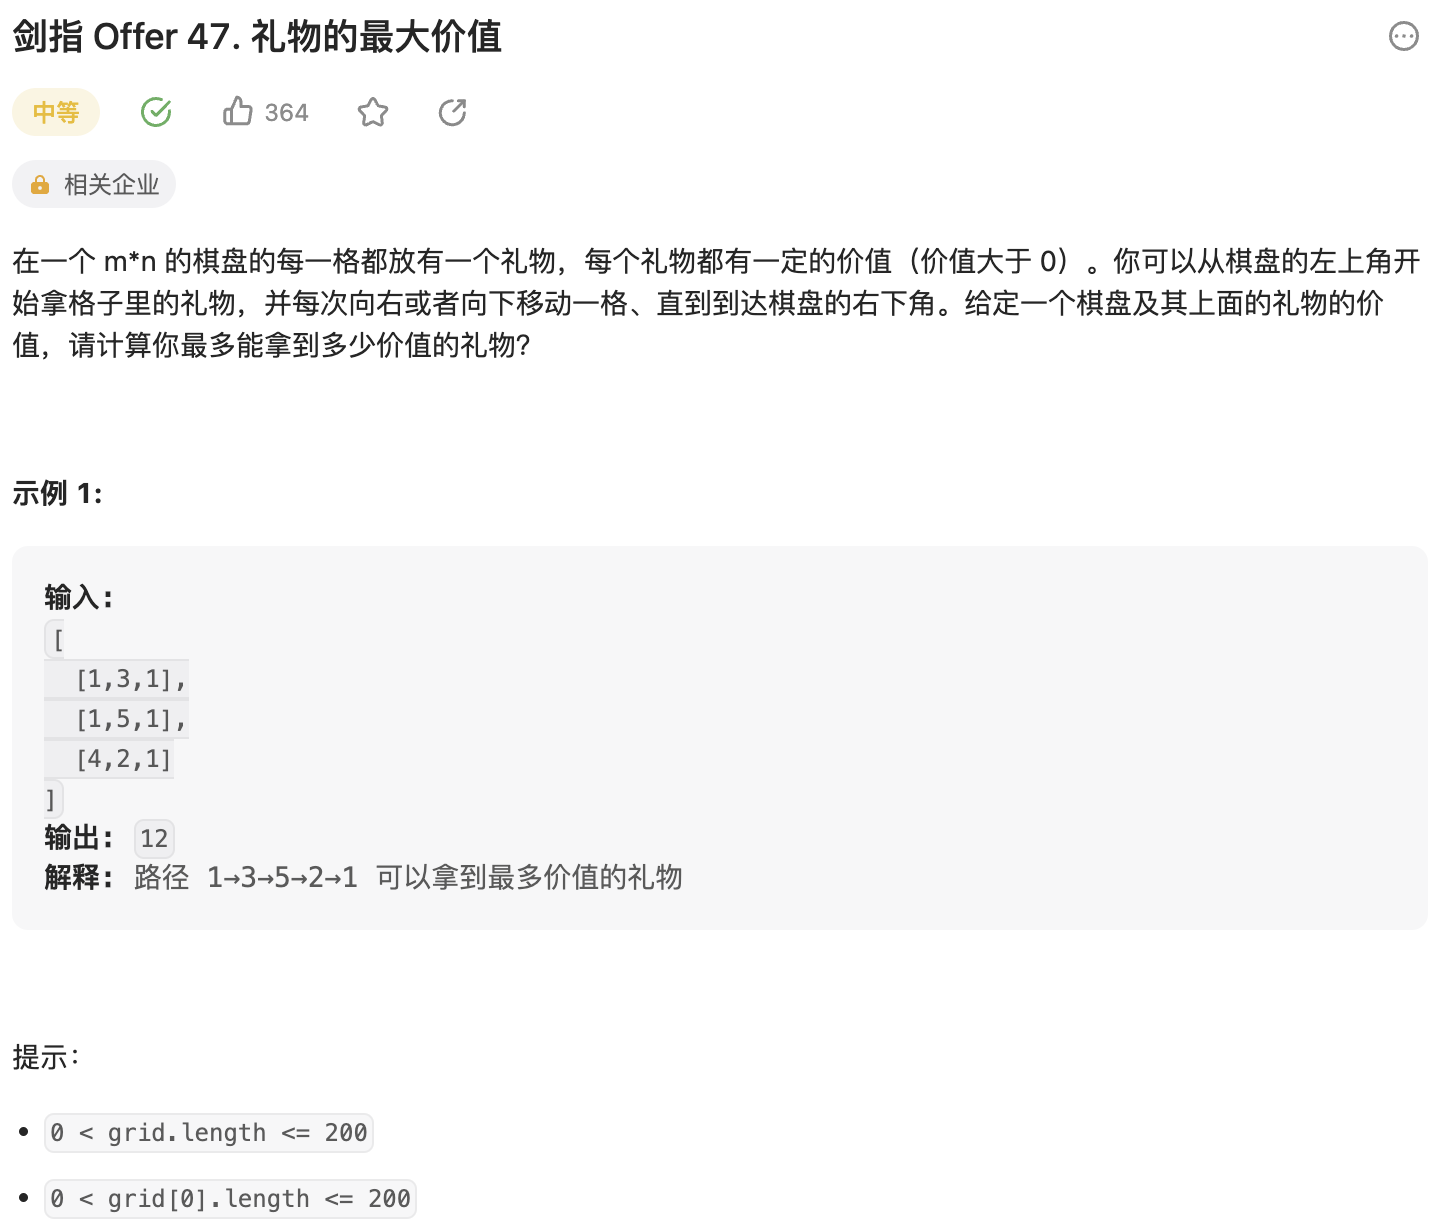 剑指 Offer 47. 礼物的最大价值
中等 364
相关企业
在一个 m*n 的棋盘的每一格都放有一个礼物，每个礼物都有一定的价值（价值大于 0）。你可以从棋盘的左上角开
始拿格子里的礼物，并每次向右或者向下移动一格、直到到达棋盘的右下角。给定一个棋盘及其上面的礼物的价
值，请计算你最多能拿到多少价值的礼物？
示例 1:
输入:
[
  [1,3,1],
  [1,5,1],
  [4,2,1]
]
输出: 12
解释: 路径 1→3→5→2→1 可以拿到最多价值的礼物
提示：
• 0 < grid.length <= 200
• 0 < grid[0].length <= 200